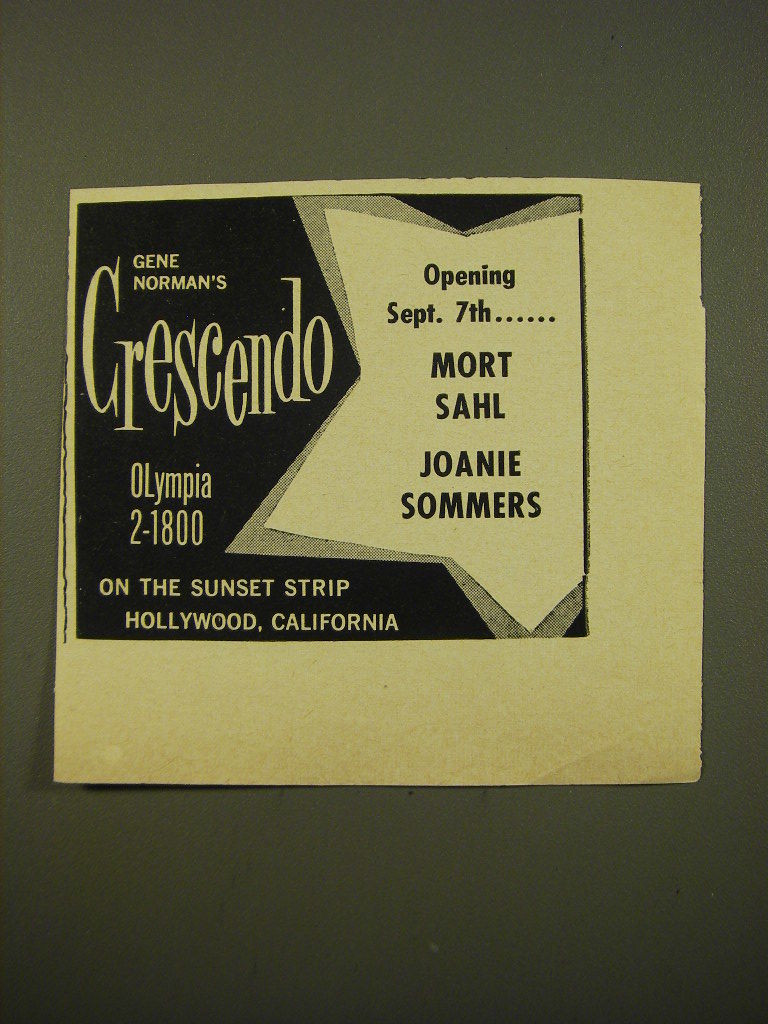 GENE
NORMAN'S
Crescendo
OLympia
2-1800
ON THE SUNSET STRIP
HOLLYWOOD, CALIFORNIA
Opening
Sept. 7th......
MORT
SAHL
JOANIE
SOMMERS